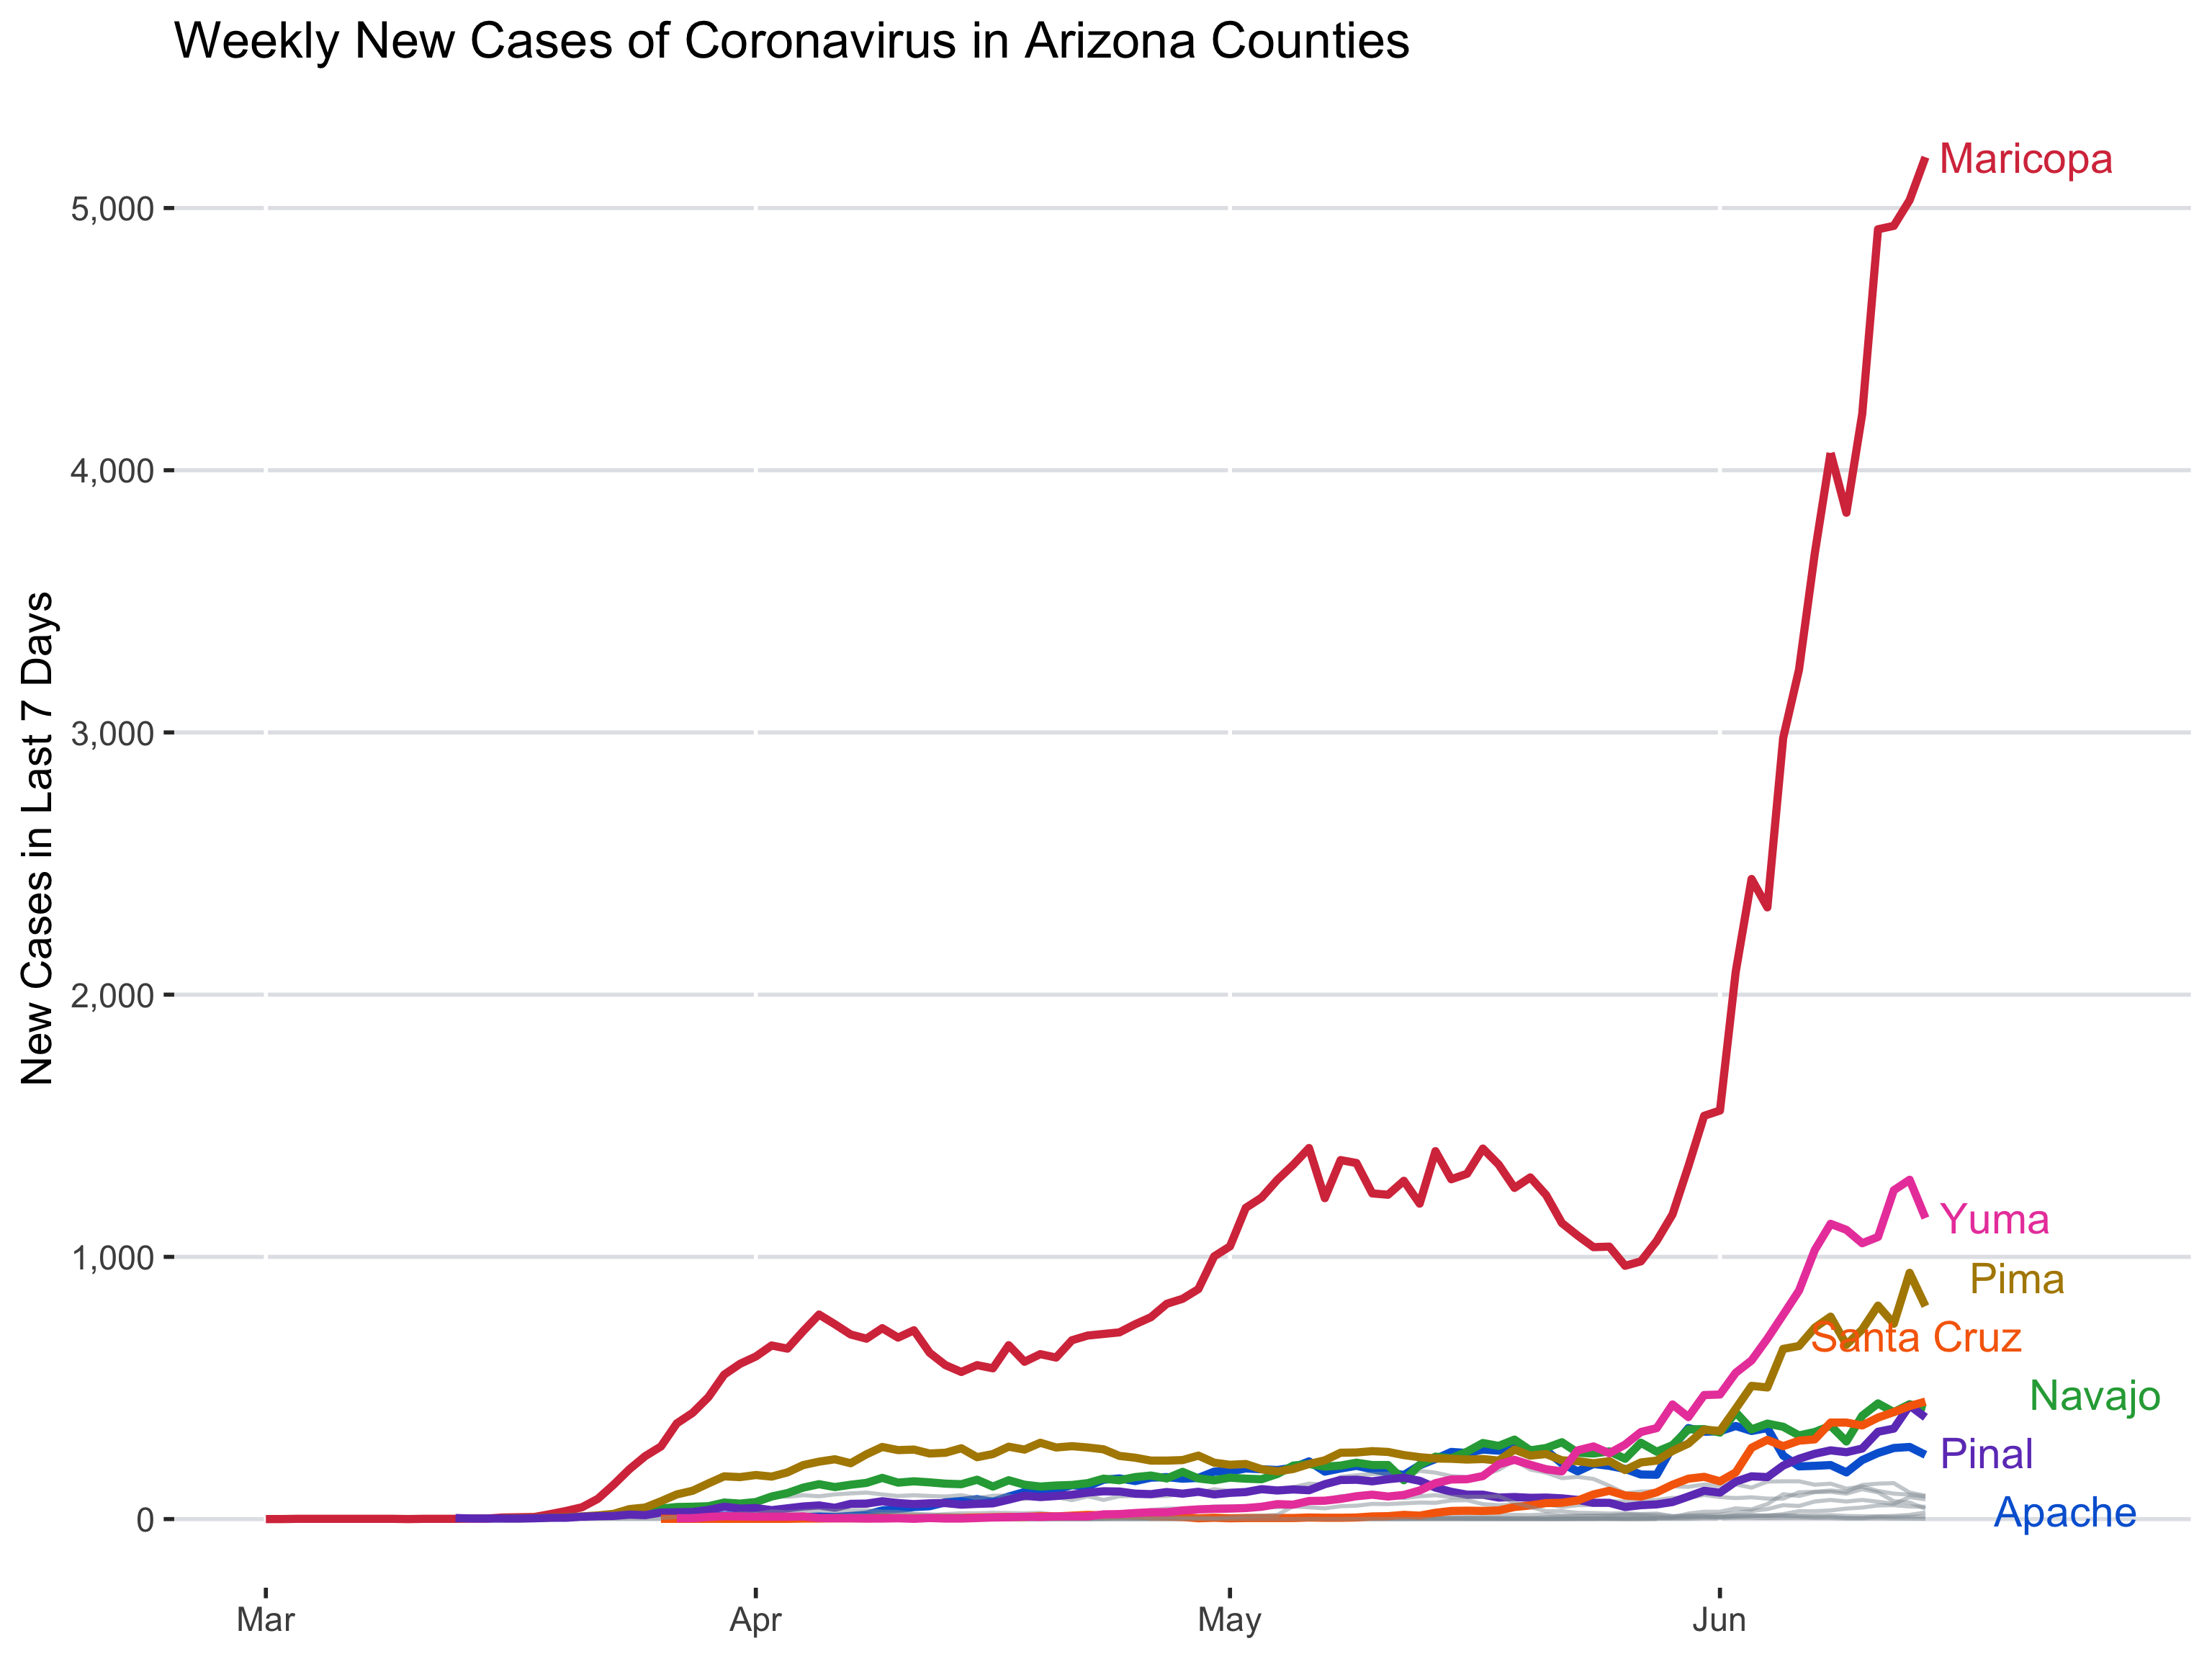 Weekly New Cases of Coronavirus in Arizona Counties
New Cases in Last 7 Days
5,000
4,000
3,000
2,000
1,000
0
Mar
Apr
May
Jun
Maricopa
Yuma
Pima
Santa Cruz
Navajo
Pinal
Apache